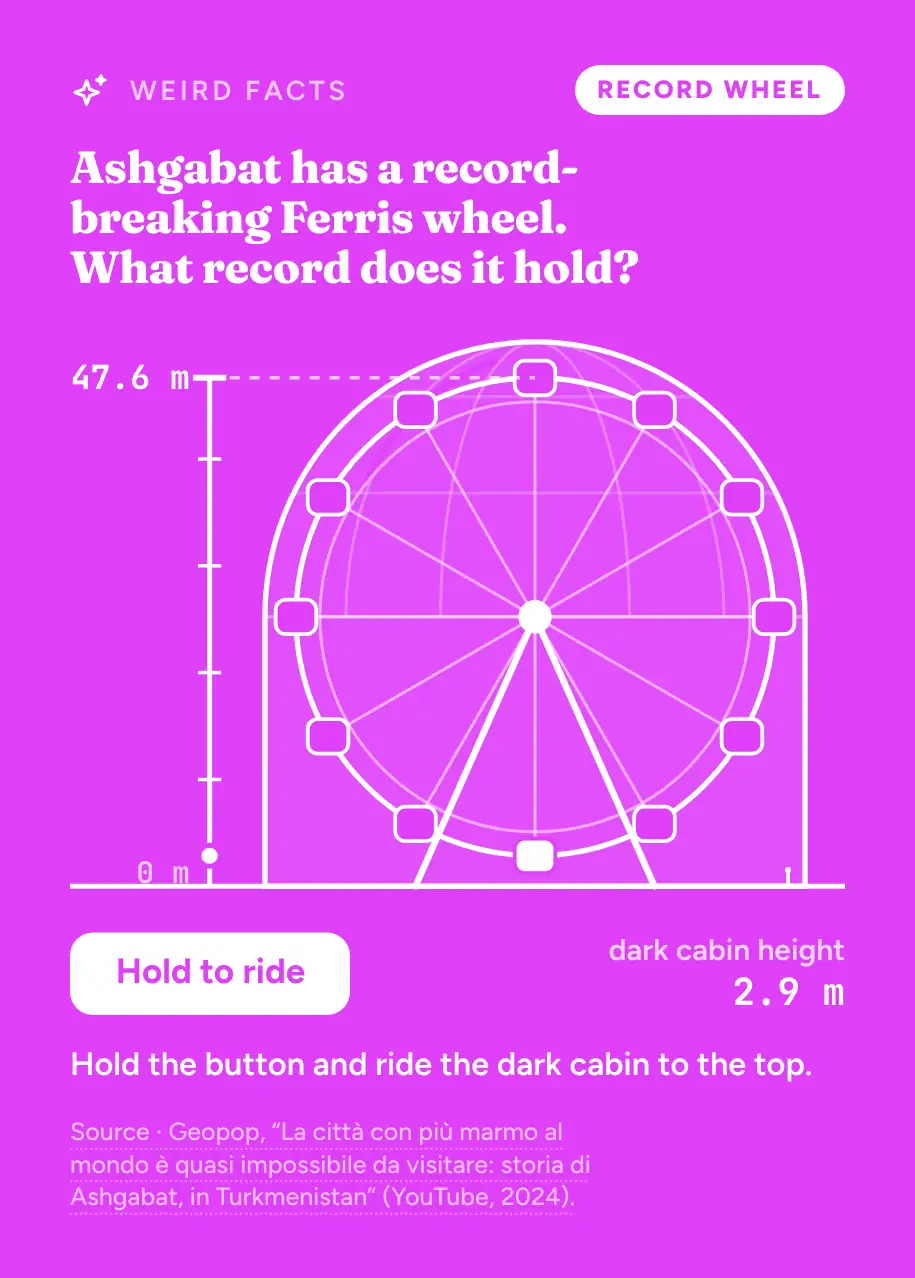 WEIRD FACTS
RECORD WHEEL
Ashgabat has a record-
breaking Ferris wheel.
What record does it hold?
47.6 m
0 m
Hold to ride
dark cabin height
2.9 m
Hold the button and ride the dark cabin to the top.
Source · Geopop, “La città con più marmo al
mondo è quasi impossibile da visitare: storia di
Ashgabat, in Turkmenistan” (YouTube, 2024).